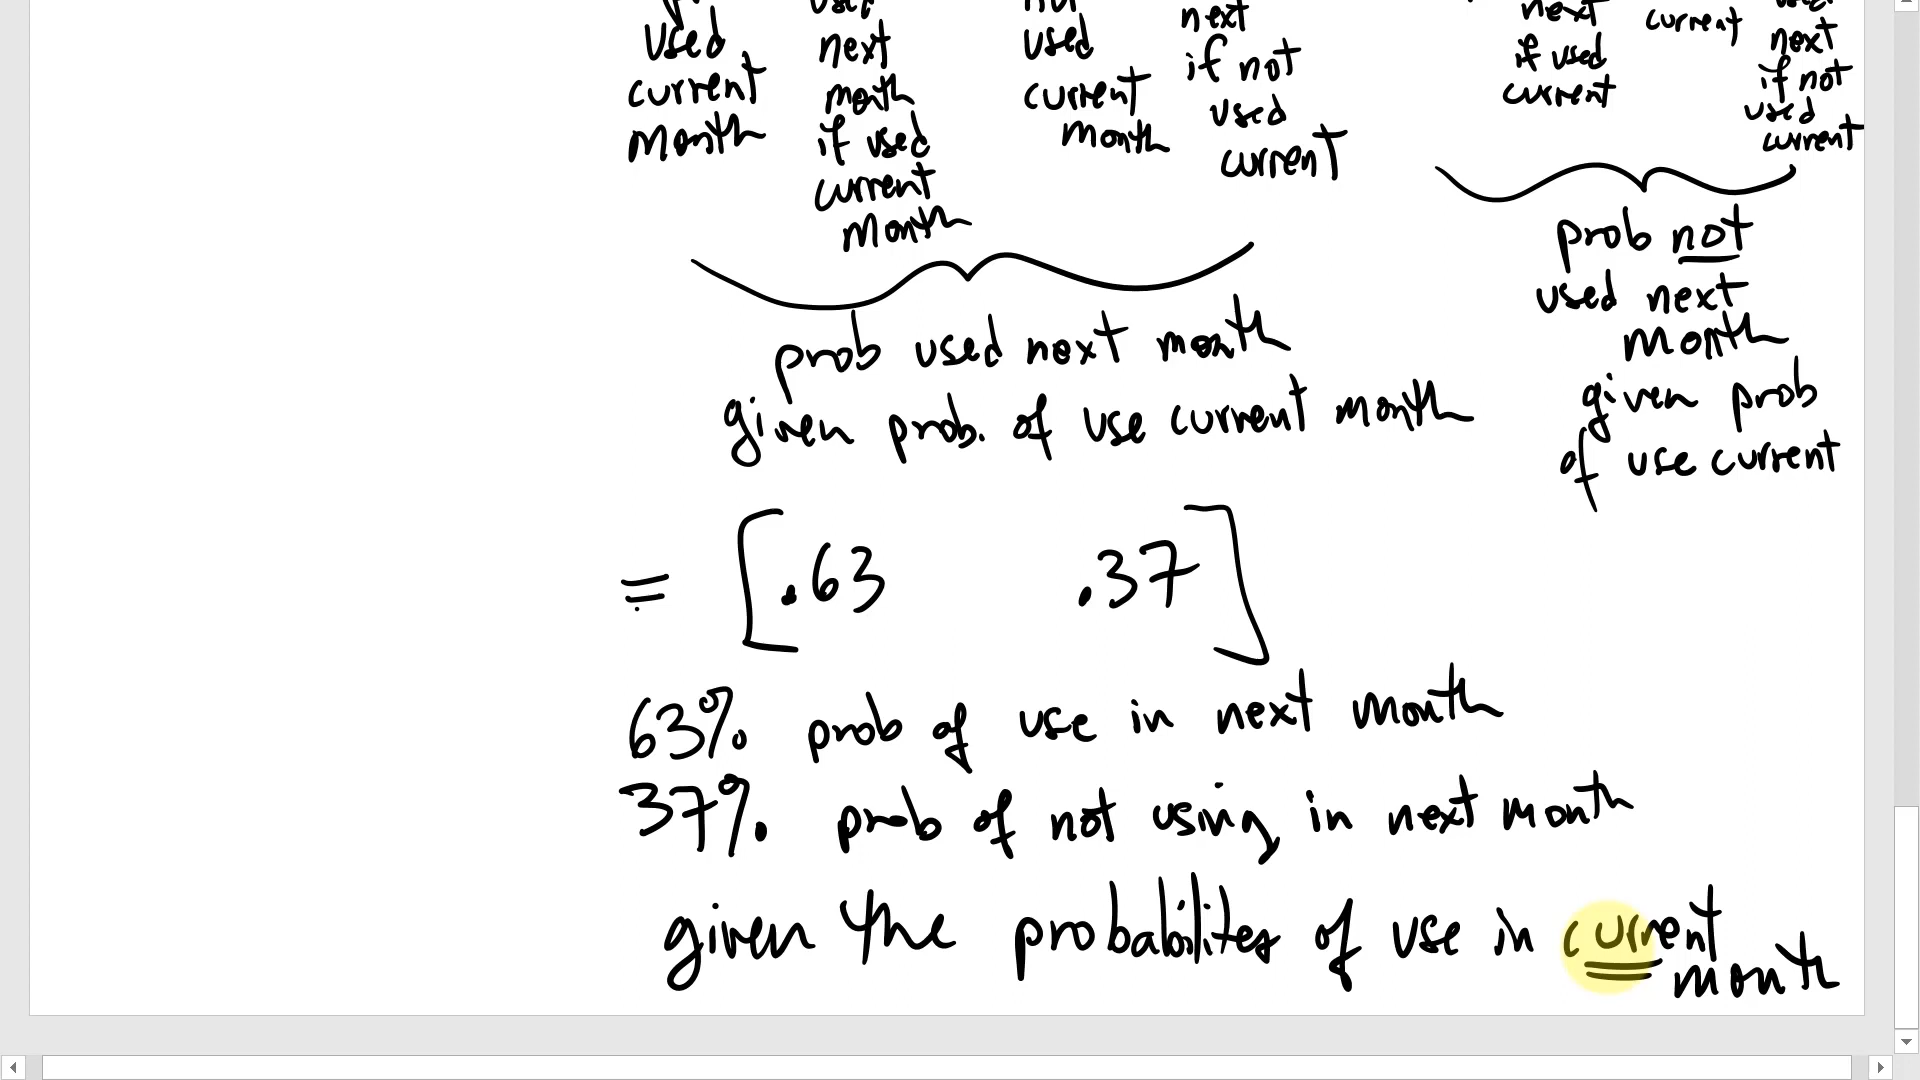 used
current
month
used
next
month
if used
current
month
used
current
month
next
if not
used
current
next
if used
current
current
next
if not
used
current
prob used next month
given prob. of use current month
prob not
used next
month
given prob
of use current
= [.63 .37]
63% prob of use in next month
37% prob of not using in next month
given the probabilites of use in current
month